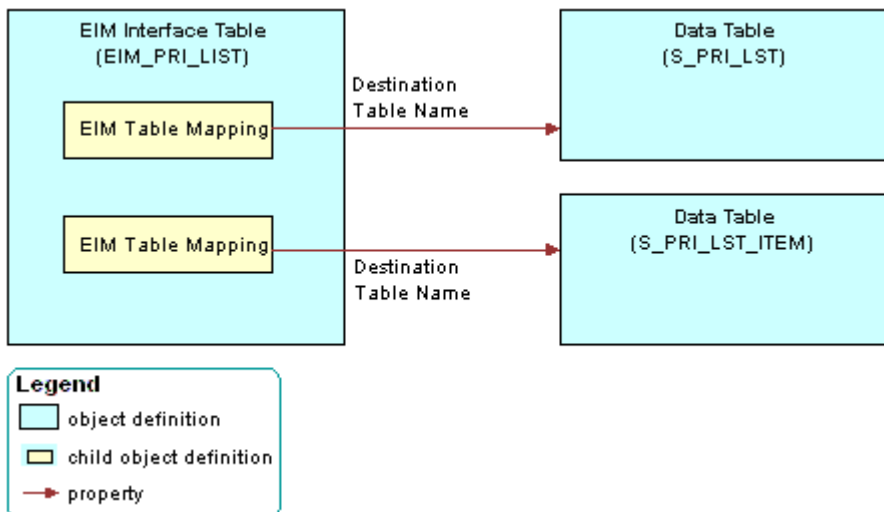 EIM Interface Table
(EIM_PRI_LIST)
EIM Table Mapping
EIM Table Mapping
Destination
Table Name
Destination
Table Name
Data Table
(S_PRI_LST)
Data Table
(S_PRI_LST_ITEM)
Legend
object definition
child object definition
property